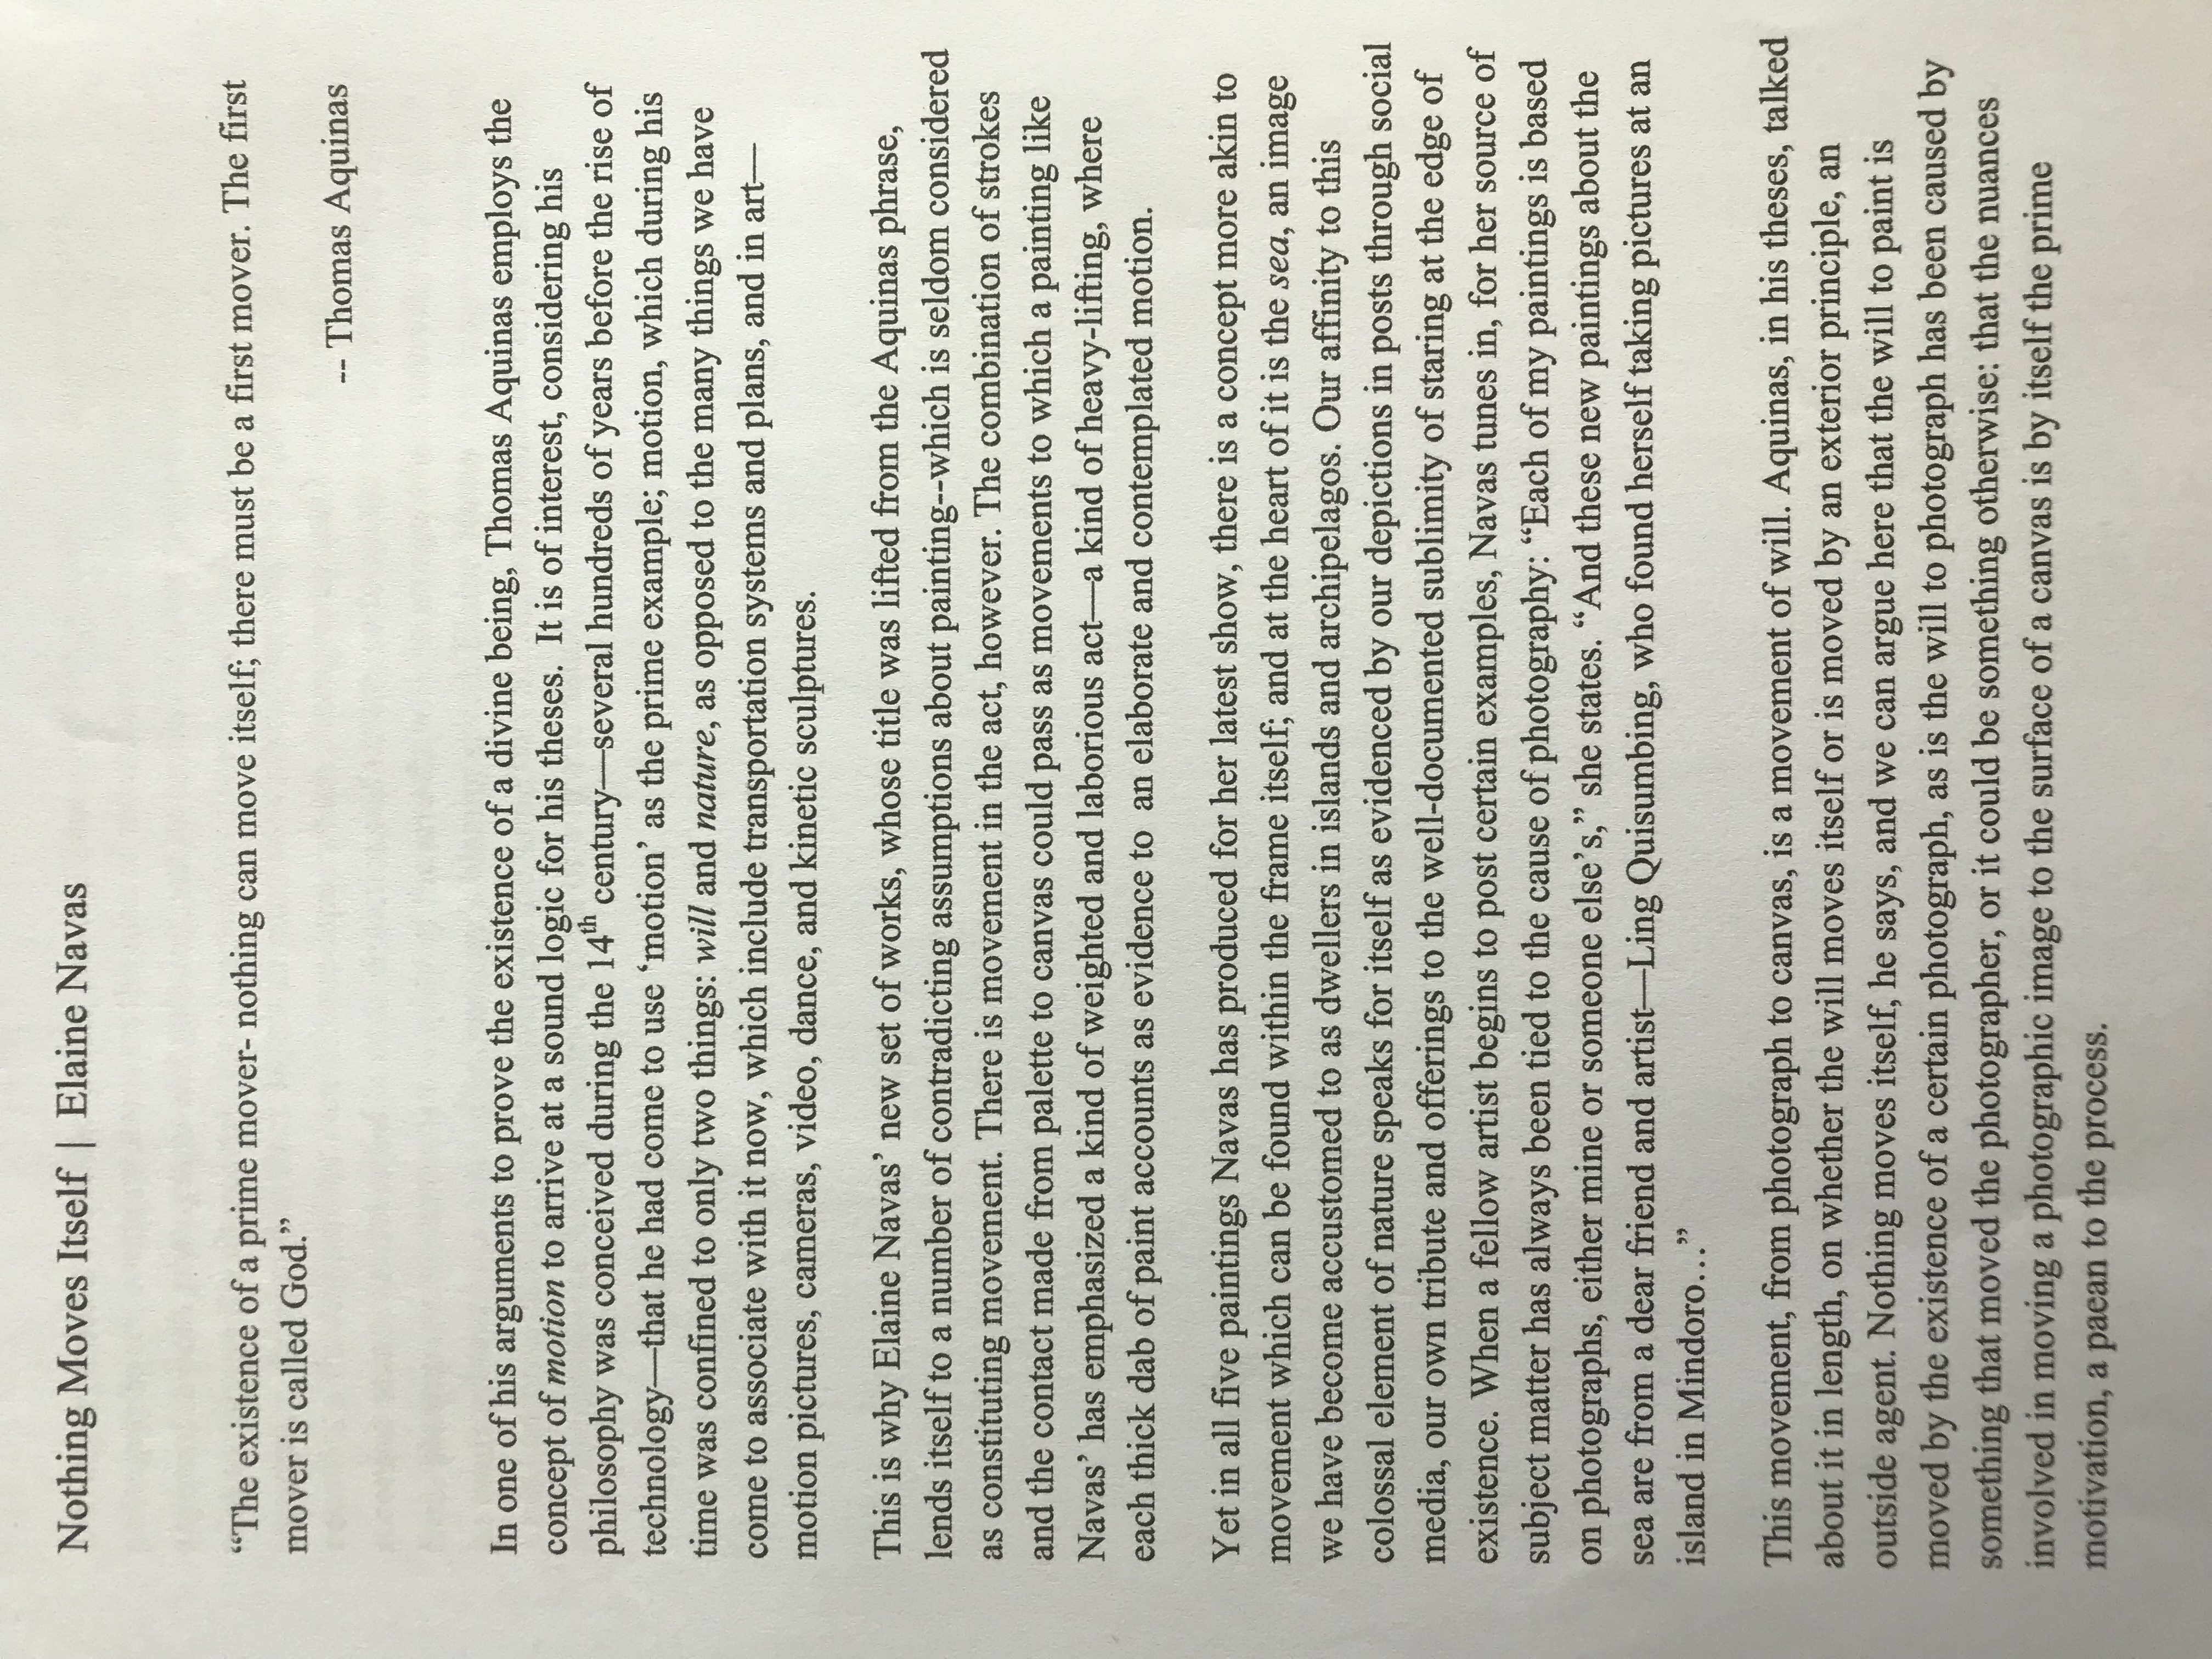 Nothing Moves Itself | Elaine Navas
“The existence of a prime mover- nothing can move itself; there must be a first mover. The first
mover is called God.”
-- Thomas Aquinas
In one of his arguments to prove the existence of a divine being, Thomas Aquinas employs the
concept of motion to arrive at a sound logic for his theses.  It is of interest, considering his
philosophy was conceived during the 14th century—several hundreds of years before the rise of
technology—that he had come to use ‘motion’ as the prime example; motion, which during his
time was confined to only two things: will and nature, as opposed to the many things we have
come to associate with it now, which include transportation systems and plans, and in art—
motion pictures, cameras, video, dance, and kinetic sculptures.
This is why Elaine Navas’ new set of works, whose title was lifted from the Aquinas phrase,
lends itself to a number of contradicting assumptions about painting--which is seldom considered
as constituting movement. There is movement in the act, however. The combination of strokes
and the contact made from palette to canvas could pass as movements to which a painting like
Navas’ has emphasized a kind of weighted and laborious act—a kind of heavy-lifting, where
each thick dab of paint accounts as evidence to  an elaborate and contemplated motion.
Yet in all five paintings Navas has produced for her latest show, there is a concept more akin to
movement which can be found within the frame itself; and at the heart of it is the sea, an image
we have become accustomed to as dwellers in islands and archipelagos. Our affinity to this
colossal element of nature speaks for itself as evidenced by our depictions in posts through social
media, our own tribute and offerings to the well-documented sublimity of staring at the edge of
existence. When a fellow artist begins to post certain examples, Navas tunes in, for her source of
subject matter has always been tied to the cause of photography: “Each of my paintings is based
on photographs, either mine or someone else’s,” she states. “And these new paintings about the
sea are from a dear friend and artist—Ling Quisumbing, who found herself taking pictures at an
island in Mindoro…”
This movement, from photograph to canvas, is a movement of will. Aquinas, in his theses, talked
about it in length, on whether the will moves itself or is moved by an exterior principle, an
outside agent. Nothing moves itself, he says, and we can argue here that the will to paint is
moved by the existence of a certain photograph, as is the will to photograph has been caused by
something that moved the photographer, or it could be something otherwise: that the nuances
involved in moving a photographic image to the surface of a canvas is by itself the prime
motivation, a paean to the process.